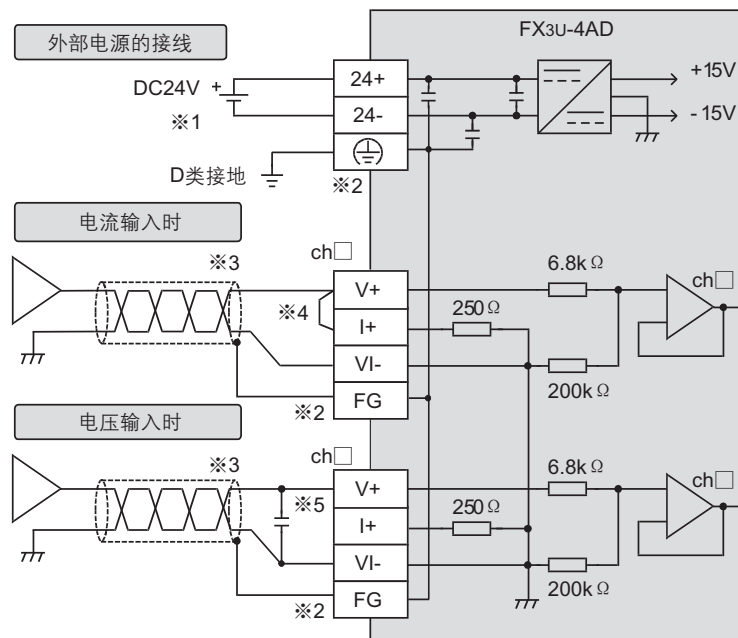 外部电源的接线
FX3U-4AD
DC24V +
※1
24+
24-
+15V
-15V
D类接地
※2
电流输入时
※3
ch□
※4
V+
I+
VI-
FG
※2
6.8kΩ
250Ω
200kΩ
ch□
电压输入时
※3
ch□
※5
V+
I+
VI-
FG
※2
6.8kΩ
250Ω
200kΩ
ch□